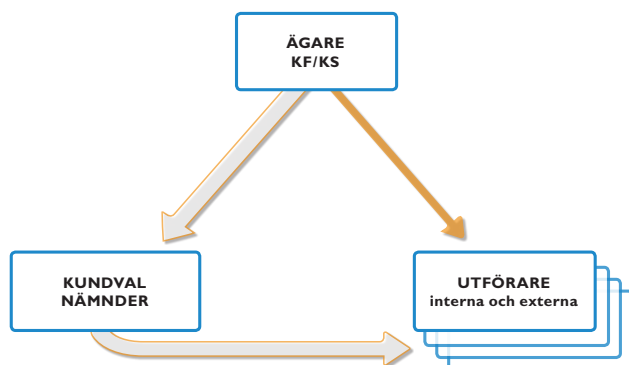 ÄGARE
KF/KS
KUNDVAL
NÄMNDER
UTFÖRARE
interna och externa